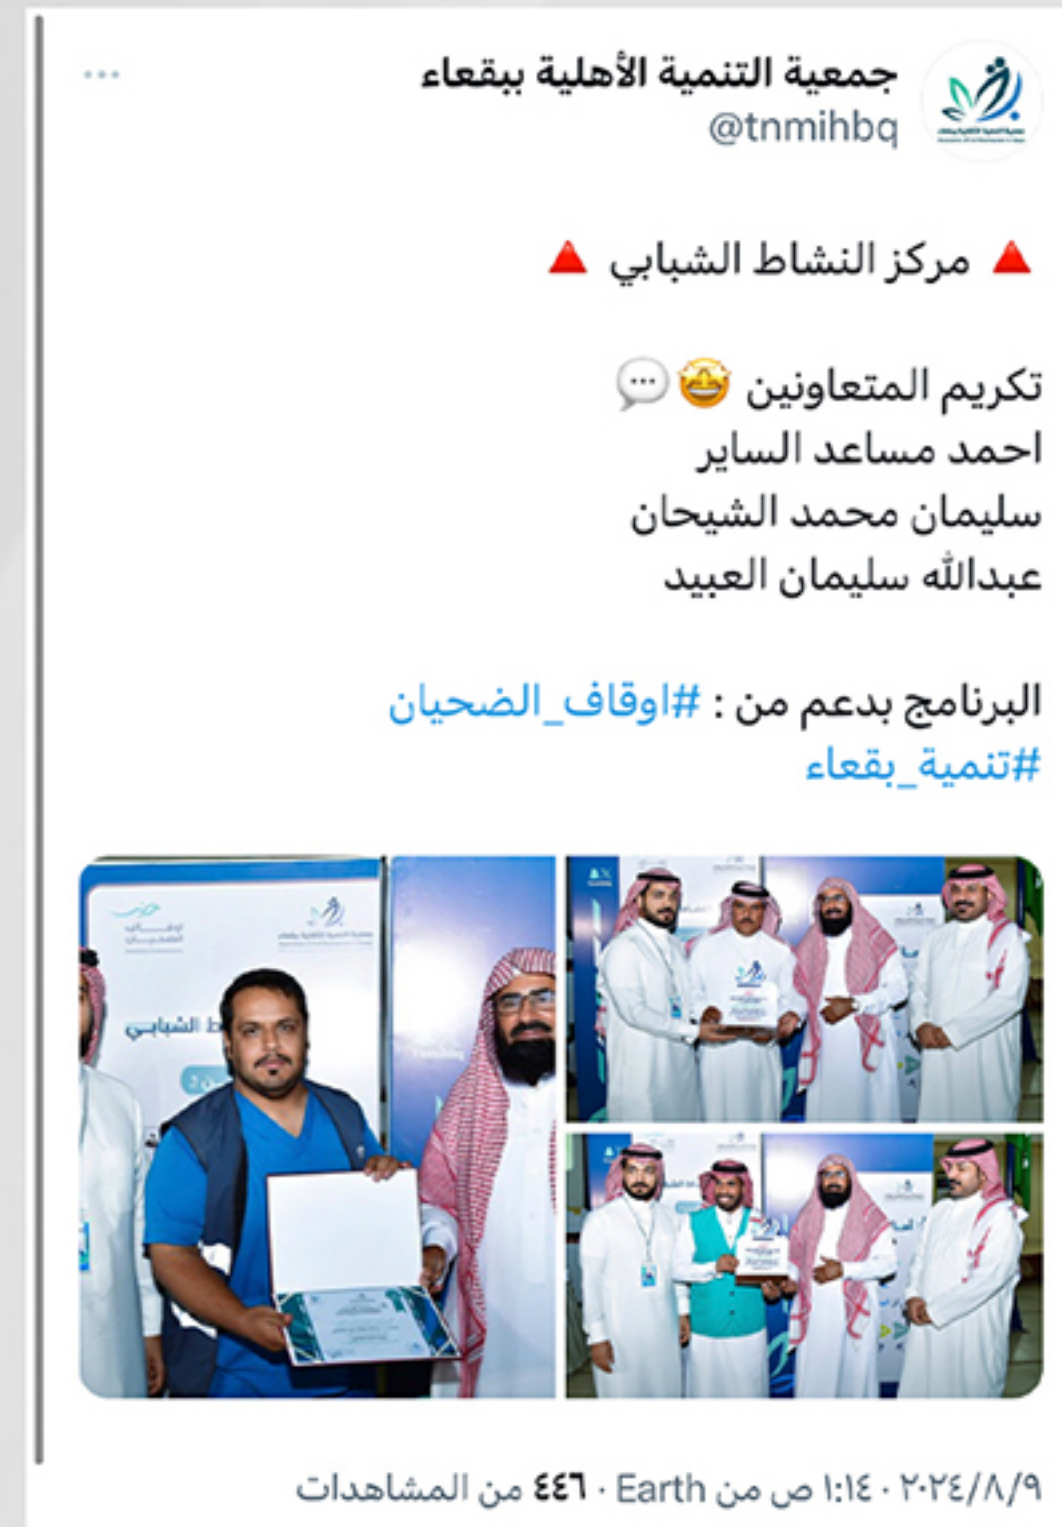 جمعية التنمية الأهلية ببقعاء
@tnmihbq
🔺 مركز النشاط الشبابي 🔺
تكريم المتعاونين 🤩💬
احمد مساعد الساير
سليمان محمد الشيحان
عبدالله سليمان العبيد
البرنامج بدعم من : #اوقاف_الضحيان
#تنمية_بقعاء
ط الشبابي
٢٠٢٤/٨/٩ · ١:١٤ ص من Earth · ٤٤٦ من المشاهدات